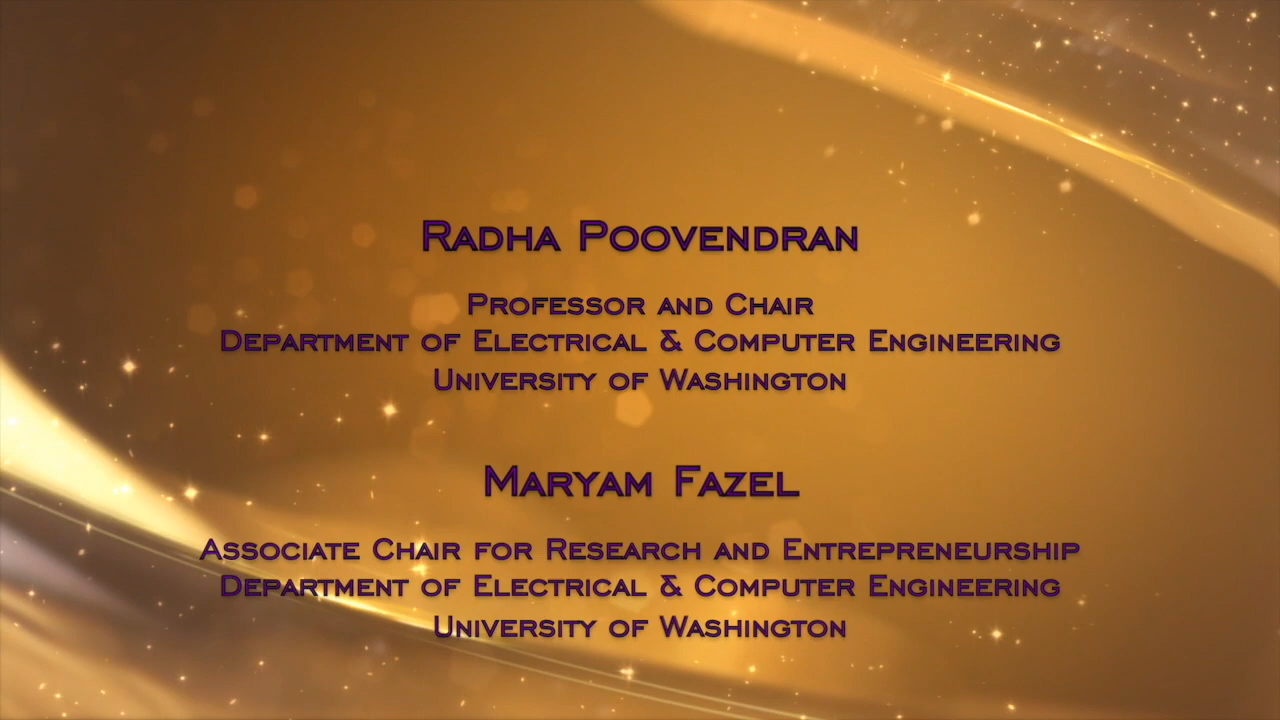 Radha Poovendran
Professor and Chair
Department of Electrical & Computer Engineering
University of Washington
Maryam Fazel
Associate Chair for Research and Entrepreneurship
Department of Electrical & Computer Engineering
University of Washington